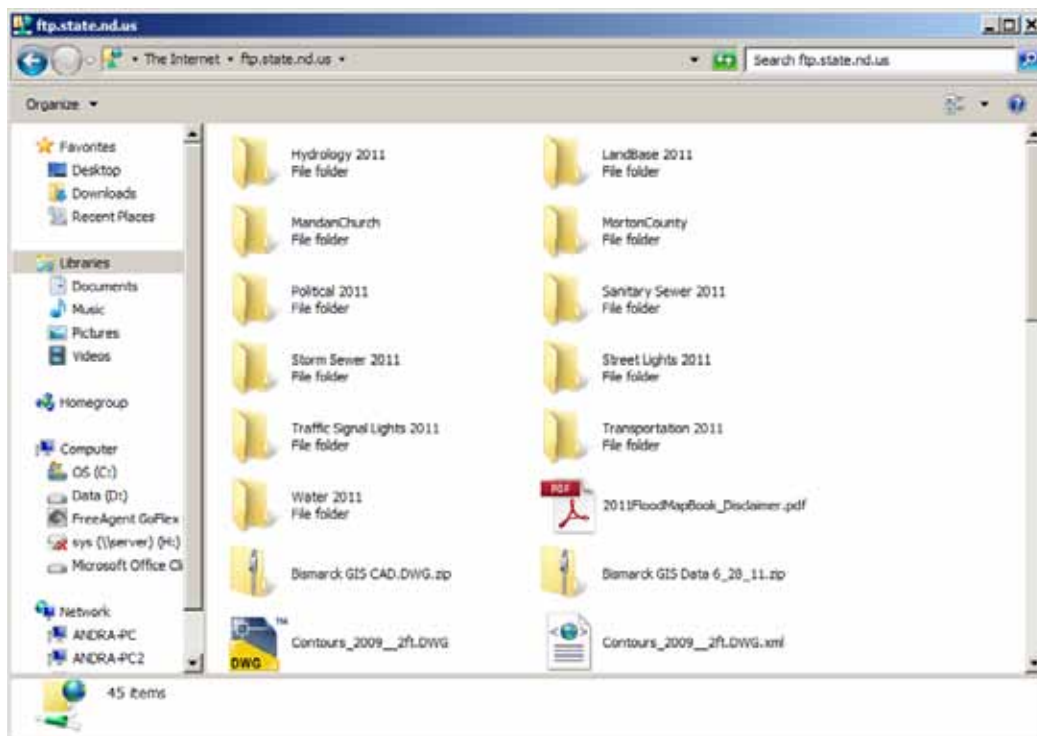 ftp.state.nd.us
The Internet • ftp.state.nd.us
Search ftp.state.nd.us
Organize
Favorites
Desktop
Downloads
Recent Places
Libraries
Documents
Music
Pictures
Videos
Homegroup
Computer
OS (C:)
Data (D:)
FreeAgent GoFlex
sys (\\server) (H:)
Microsoft Office Cli
Network
ANDRA-PC
ANDRA-PC2
Hydrology 2011
File folder
LandBase 2011
File folder
MandanChurch
File folder
MortonCounty
File folder
Political 2011
File folder
Sanitary Sewer 2011
File folder
Storm Sewer 2011
File folder
Street Lights 2011
File folder
Traffic Signal Lights 2011
File folder
Transportation 2011
File folder
Water 2011
File folder
PDF
2011FloodMapBook_Disclaimer.pdf
Bismarck GIS CAD.DWG.zip
Bismarck GIS Data 6_28_11.zip
DWG
TM
Contours_2009__2ft.DWG
Contours_2009__2ft.DWG.xml
45 items